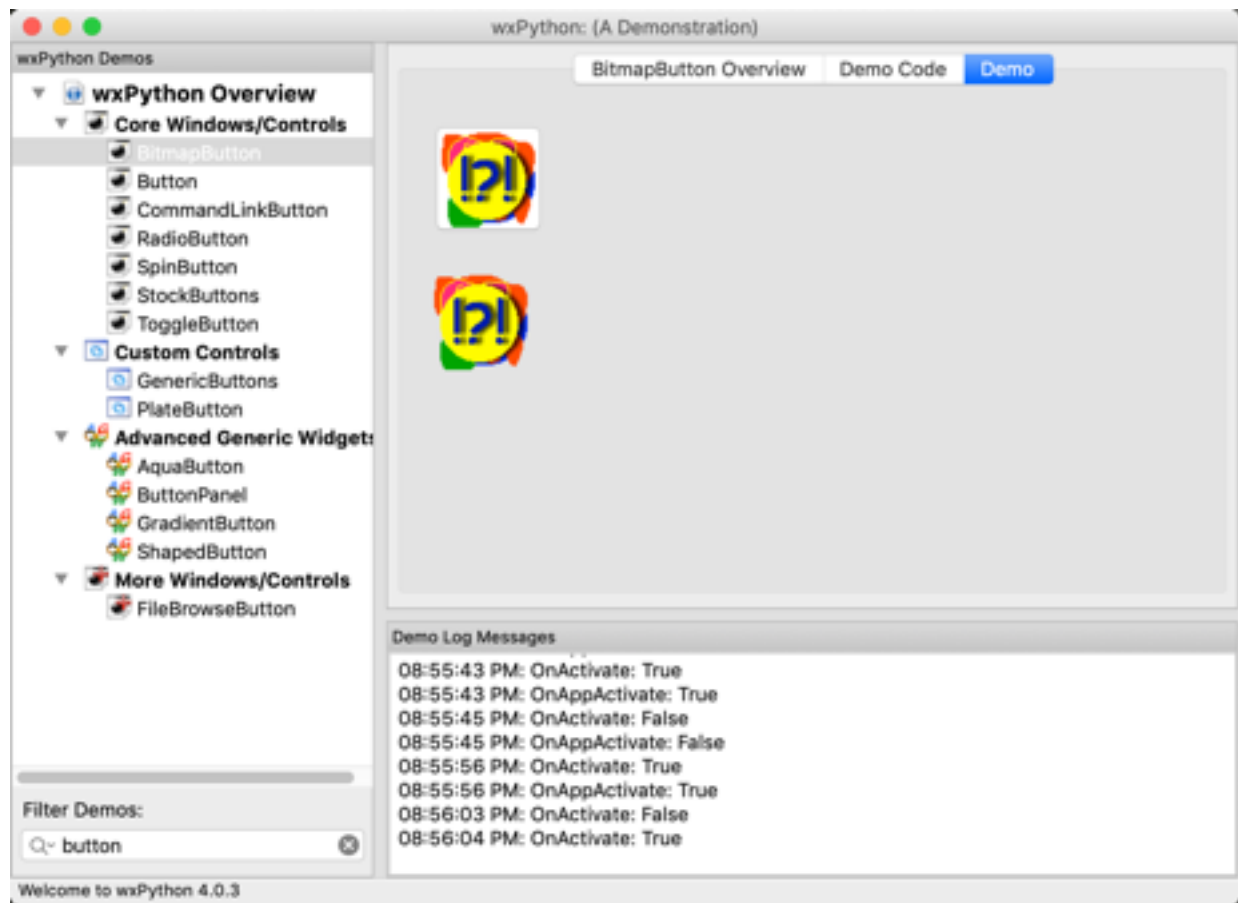 wxPython: (A Demonstration)
wxPython Demos
wxPython Overview
Core Windows/Controls
BitmapButton
Button
CommandLinkButton
RadioButton
SpinButton
StockButtons
ToggleButton
Custom Controls
GenericButtons
PlateButton
Advanced Generic Widgets
AquaButton
ButtonPanel
GradientButton
ShapedButton
More Windows/Controls
FileBrowseButton
Filter Demos:
button
BitmapButton Overview Demo Code Demo
!?!
!?!
Demo Log Messages
08:55:43 PM: OnActivate: True
08:55:43 PM: OnAppActivate: True
08:55:45 PM: OnActivate: False
08:55:45 PM: OnAppActivate: False
08:55:56 PM: OnActivate: True
08:55:56 PM: OnAppActivate: True
08:56:03 PM: OnActivate: False
08:56:04 PM: OnActivate: True
Welcome to wxPython 4.0.3